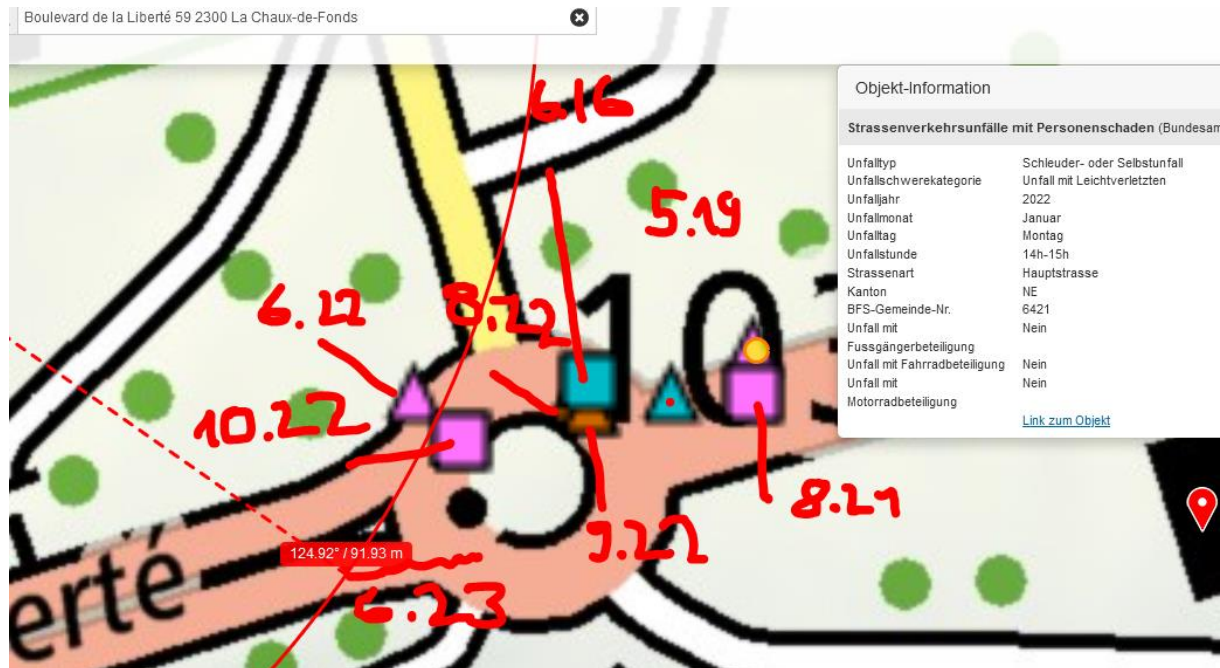 Boulevard de la Liberté 59 2300 La Chaux-de-Fonds
Objekt-Information
Strassenverkehrsunfälle mit Personenschaden (Bundesam
Unfalltyp Schleuder- oder Selbstunfall
Unfallschwerekategorie Unfall mit Leichtverletzten
Unfalljahr 2022
Unfallmonat Januar
Unfalltag Montag
Unfallstunde 14h-15h
Strassenart Hauptstrasse
Kanton NE
BFS-Gemeinde-Nr. 6421
Unfall mit Nein
Fussgängerbeteiligung
Unfall mit Fahrradbeteiligung Nein
Unfall mit Nein
Motorradbeteiligung
Link zum Objekt
6.16
5.19
6.22
8.22
10.22
8.21
9.22
124.92° / 91.93 m
6.23
erté